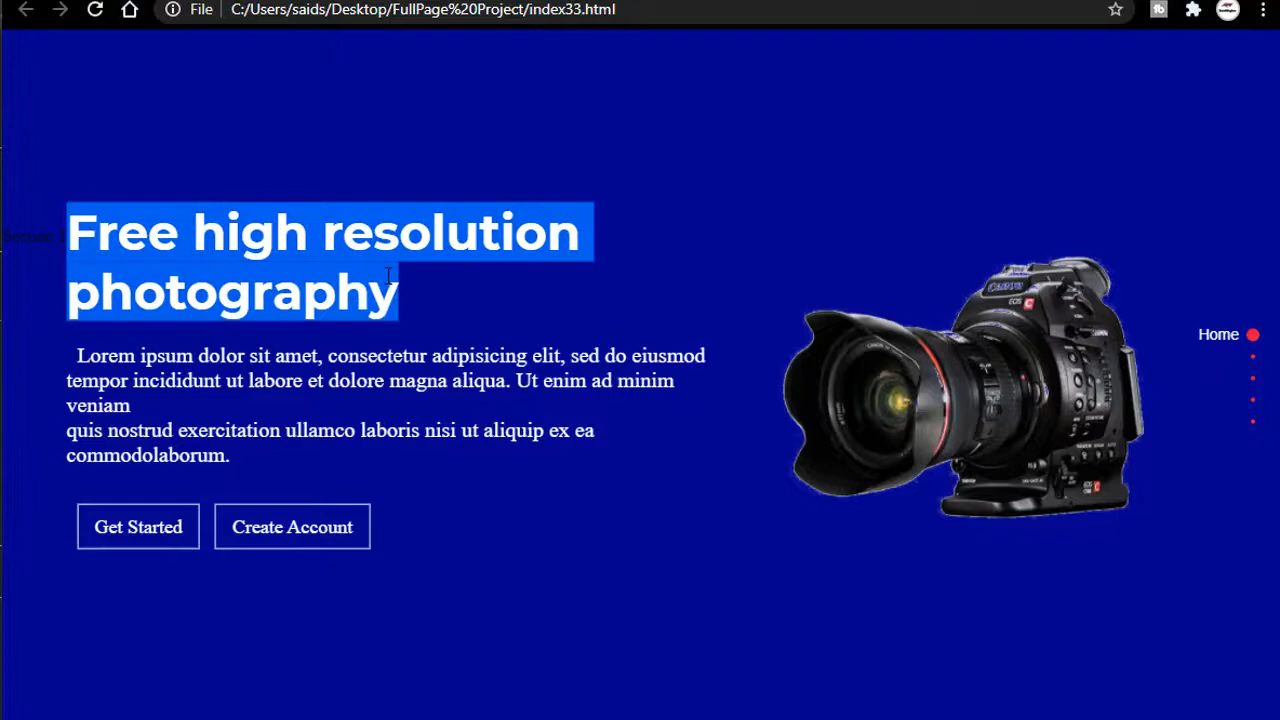 File
C:/Users/saids/Desktop/FullPage%20Project/index33.html
Free high resolution
photography
Lorem ipsum dolor sit amet, consectetur adipisicing elit, sed do eiusmod
tempor incididunt ut labore et dolore magna aliqua. Ut enim ad minim
veniam
quis nostrud exercitation ullamco laboris nisi ut aliquip ex ea
commodolaborum.
Get Started
Create Account
EOS C
Home